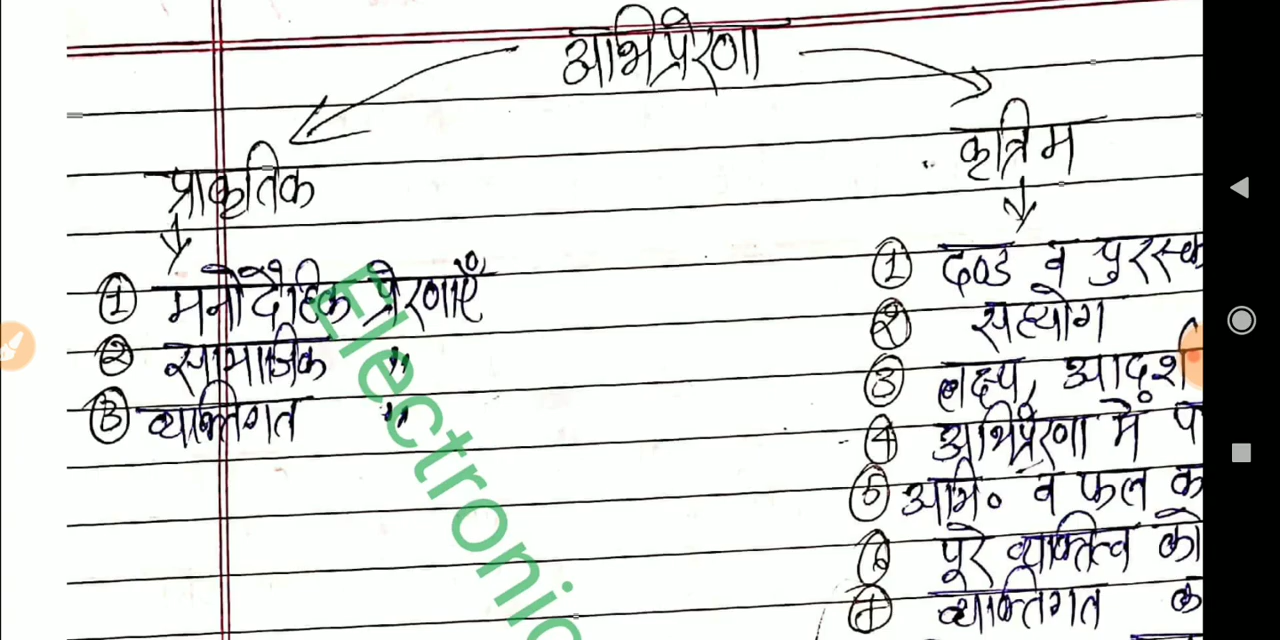 अभिप्रेरणा
प्राकृतिक
कृत्रिम
① मनोदैहिक प्रेरणाएँ
② सामाजिक "
③ व्यक्तिगत "
① दण्ड व पुरस्क
② सहयोग
③ लक्ष्य, आदर्श
④ अभिप्रेरणा में प
⑤ अभि० व फल क
⑥ पूरे व्यक्तित्व को
⑦ व्यक्तिगत क
Electronic